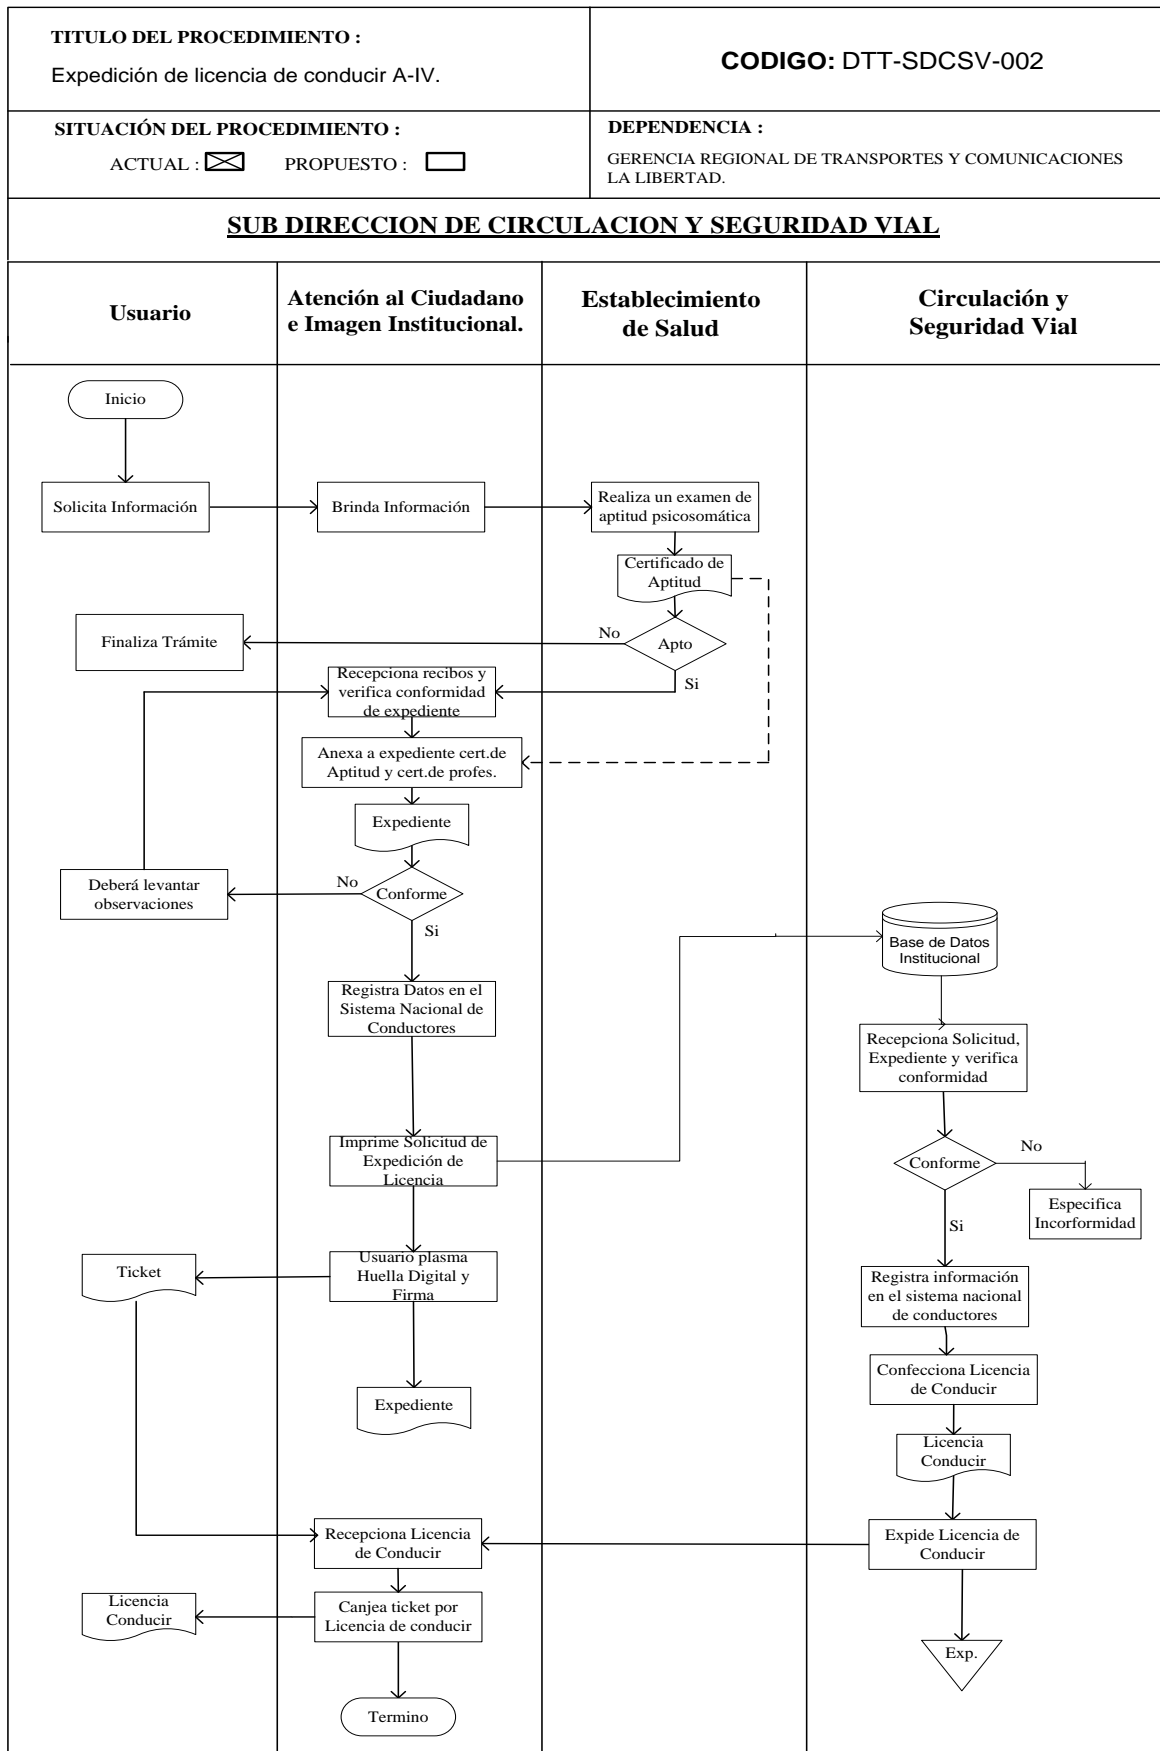 TITULO DEL PROCEDIMIENTO :
Expedición de licencia de conducir A-IV.
CODIGO: DTT-SDCSV-002
SITUACIÓN DEL PROCEDIMIENTO :
ACTUAL : PROPUESTO :
DEPENDENCIA :
GERENCIA REGIONAL DE TRANSPORTES Y COMUNICACIONES
LA LIBERTAD.
SUB DIRECCION DE CIRCULACION Y SEGURIDAD VIAL
Usuario
Atención al Ciudadano
e Imagen Institucional.
Establecimiento
de Salud
Circulación y
Seguridad Vial
Inicio
Solicita Información
Brinda Información
Realiza un examen de
aptitud psicosomática
Certificado de
Aptitud
Finaliza Trámite
No
Apto
Si
Recepciona recibos y
verifica conformidad
de expediente
Anexa a expediente cert.de
Aptitud y cert.de profes.
Expediente
Deberá levantar
observaciones
No
Conforme
Si
Base de Datos
Institucional
Registra Datos en el
Sistema Nacional de
Conductores
Recepciona Solicitud,
Expediente y verifica
conformidad
Imprime Solicitud de
Expedición de
Licencia
Conforme
No
Especifica
Incorformidad
Si
Ticket
Usuario plasma
Huella Digital y
Firma
Registra información
en el sistema nacional
de conductores
Confecciona Licencia
de Conducir
Expediente
Licencia
Conducir
Recepciona Licencia
de Conducir
Expide Licencia de
Conducir
Licencia
Conducir
Canjea ticket por
Licencia de conducir
Exp.
Termino